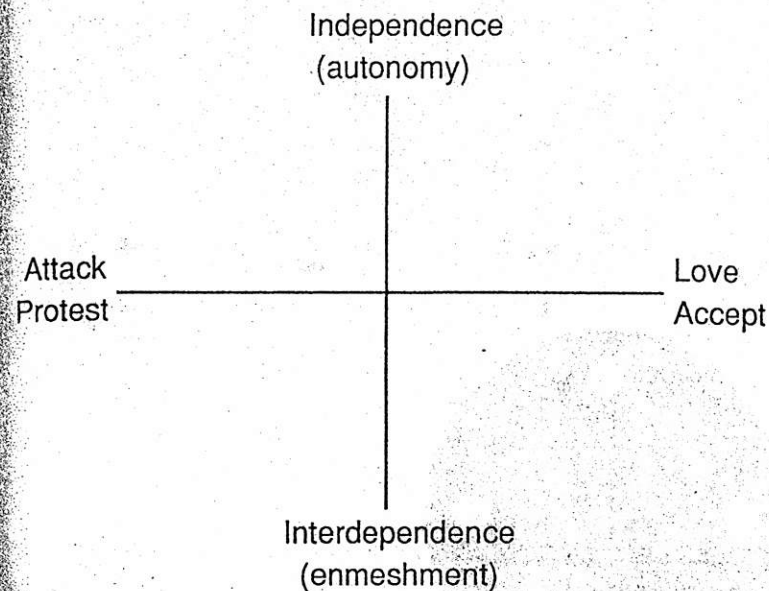 Independence
(autonomy)
Attack
Protest
Love
Accept
Interdependence
(enmeshment)